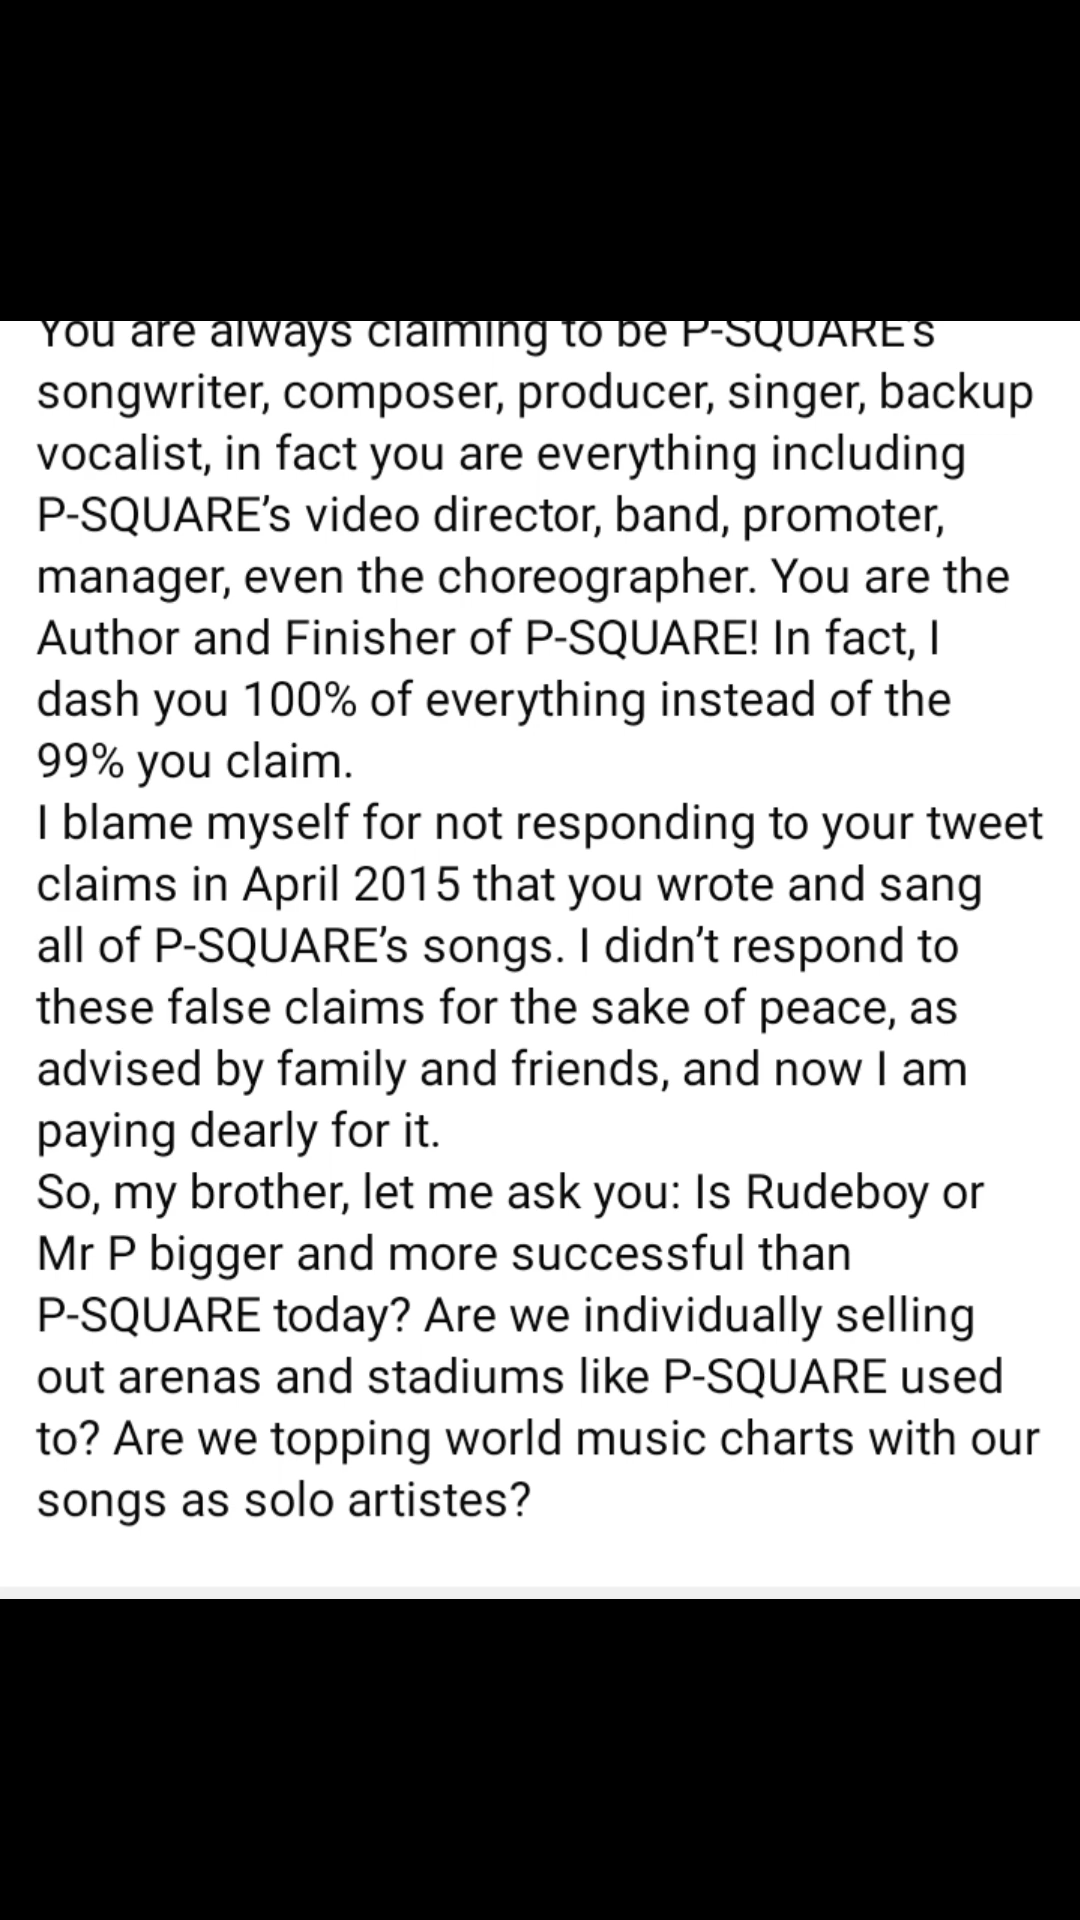 You are always claiming to be P-SQUARE's
songwriter, composer, producer, singer, backup
vocalist, in fact you are everything including
P-SQUARE’s video director, band, promoter,
manager, even the choreographer. You are the
Author and Finisher of P-SQUARE! In fact, I
dash you 100% of everything instead of the
99% you claim.
I blame myself for not responding to your tweet
claims in April 2015 that you wrote and sang
all of P-SQUARE’s songs. I didn’t respond to
these false claims for the sake of peace, as
advised by family and friends, and now I am
paying dearly for it.
So, my brother, let me ask you: Is Rudeboy or
Mr P bigger and more successful than
P-SQUARE today? Are we individually selling
out arenas and stadiums like P-SQUARE used
to? Are we topping world music charts with our
songs as solo artistes?